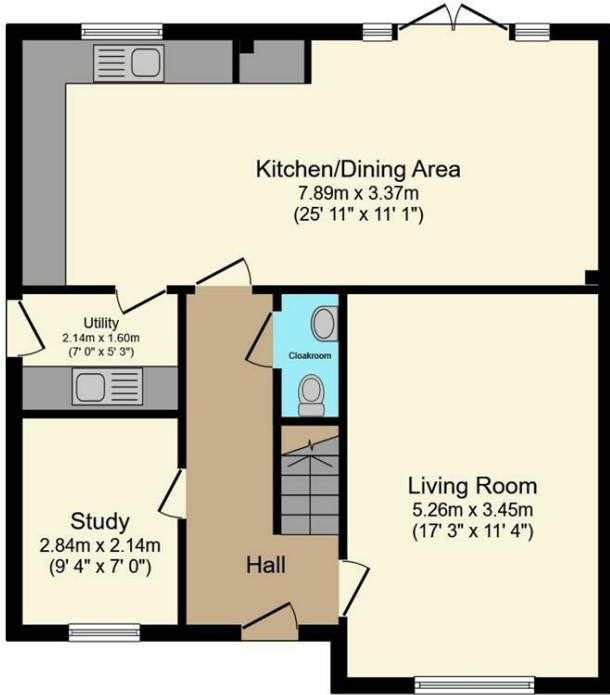 Kitchen/Dining Area
7.89m x 3.37m
(25' 11" x 11' 1")
Utility
2.14m x 1.60m
(7' 0" x 5' 3")
Cloakroom
Living Room
5.26m x 3.45m
(17' 3" x 11' 4")
Study
2.84m x 2.14m
(9' 4" x 7' 0")
Hall